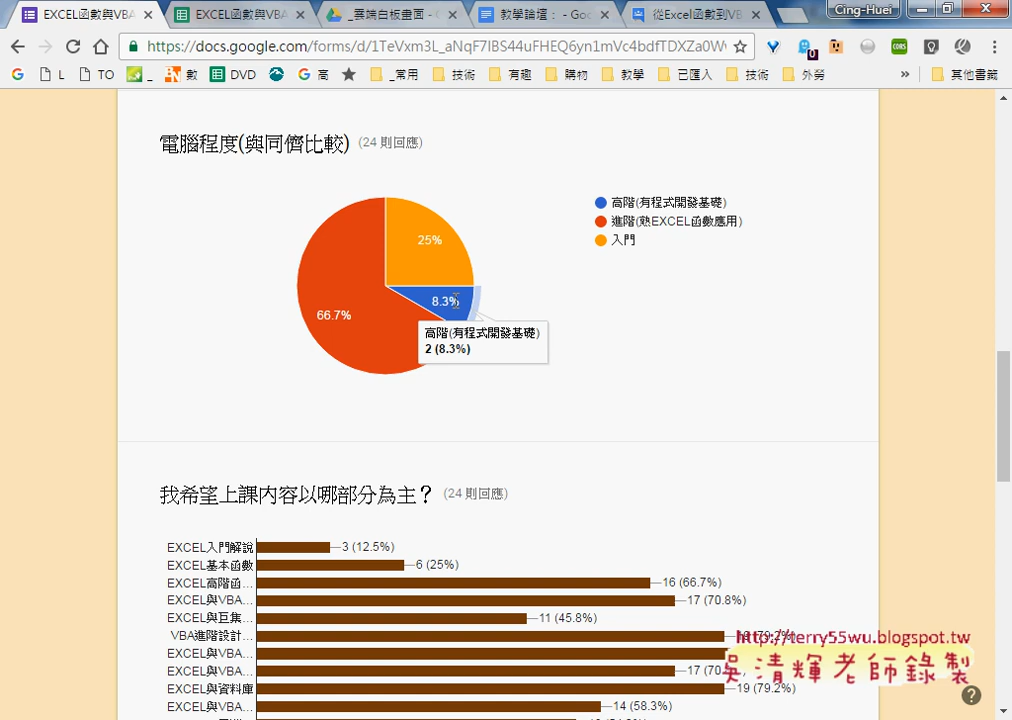 EXCEL函數與VBA
EXCEL函數與VBA
_雲端白板畫面 - G
教學論壇： - Goo
從Excel函數到VB
Cing-Huei
https://docs.google.com/forms/d/1TeVxm3L_aNqF7IBS44uFHEQ6yn1mVc4bdfTDXZa0W
L
TO
_
數
DVD
高
_常用
技術
有趣
購物
教學
已匯入
技術
外勞
»
其他書籤
電腦程度(與同儕比較) (24 則回應)
高階(有程式開發基礎)
進階(熟EXCEL函數應用)
入門
25%
8.3%
66.7%
高階(有程式開發基礎)
2 (8.3%)
我希望上課內容以哪部分為主？ (24 則回應)
EXCEL入門解說 3 (12.5%)
EXCEL基本函數 6 (25%)
EXCEL高階函... 16 (66.7%)
EXCEL與VBA... 17 (70.8%)
EXCEL與巨集... 11 (45.8%)
VBA進階設計...
EXCEL與VBA...
EXCEL與VBA... 17 (70.
EXCEL與資料庫 19 (79.2%)
EXCEL與VBA... 14 (58.3%)
http://terry55wu.blogspot.tw
吳清輝老師錄製